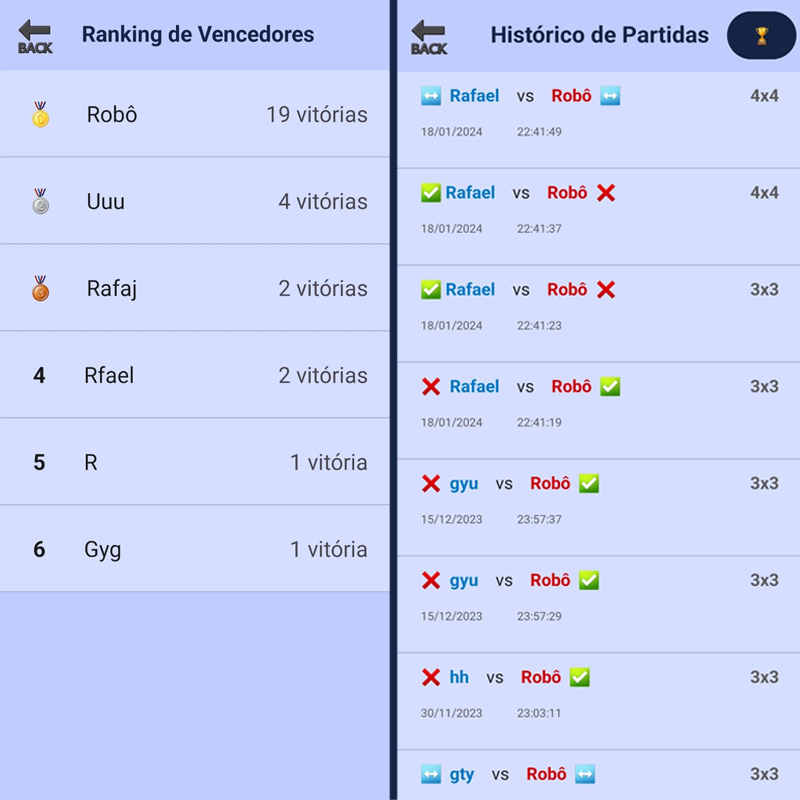 BACK
Ranking de Vencedores
1 Robô 19 vitórias
2 Uuu 4 vitórias
3 Rafaj 2 vitórias
4 Rfael 2 vitórias
5 R 1 vitória
6 Gyg 1 vitória
BACK
Histórico de Partidas
Rafael vs Robô 4x4
18/01/2024 22:41:49
Rafael vs Robô 4x4
18/01/2024 22:41:37
Rafael vs Robô 3x3
18/01/2024 22:41:23
Rafael vs Robô 3x3
18/01/2024 22:41:19
gyu vs Robô 3x3
15/12/2023 23:57:37
gyu vs Robô 3x3
15/12/2023 23:57:29
hh vs Robô 3x3
30/11/2023 23:03:11
gty vs Robô 3x3